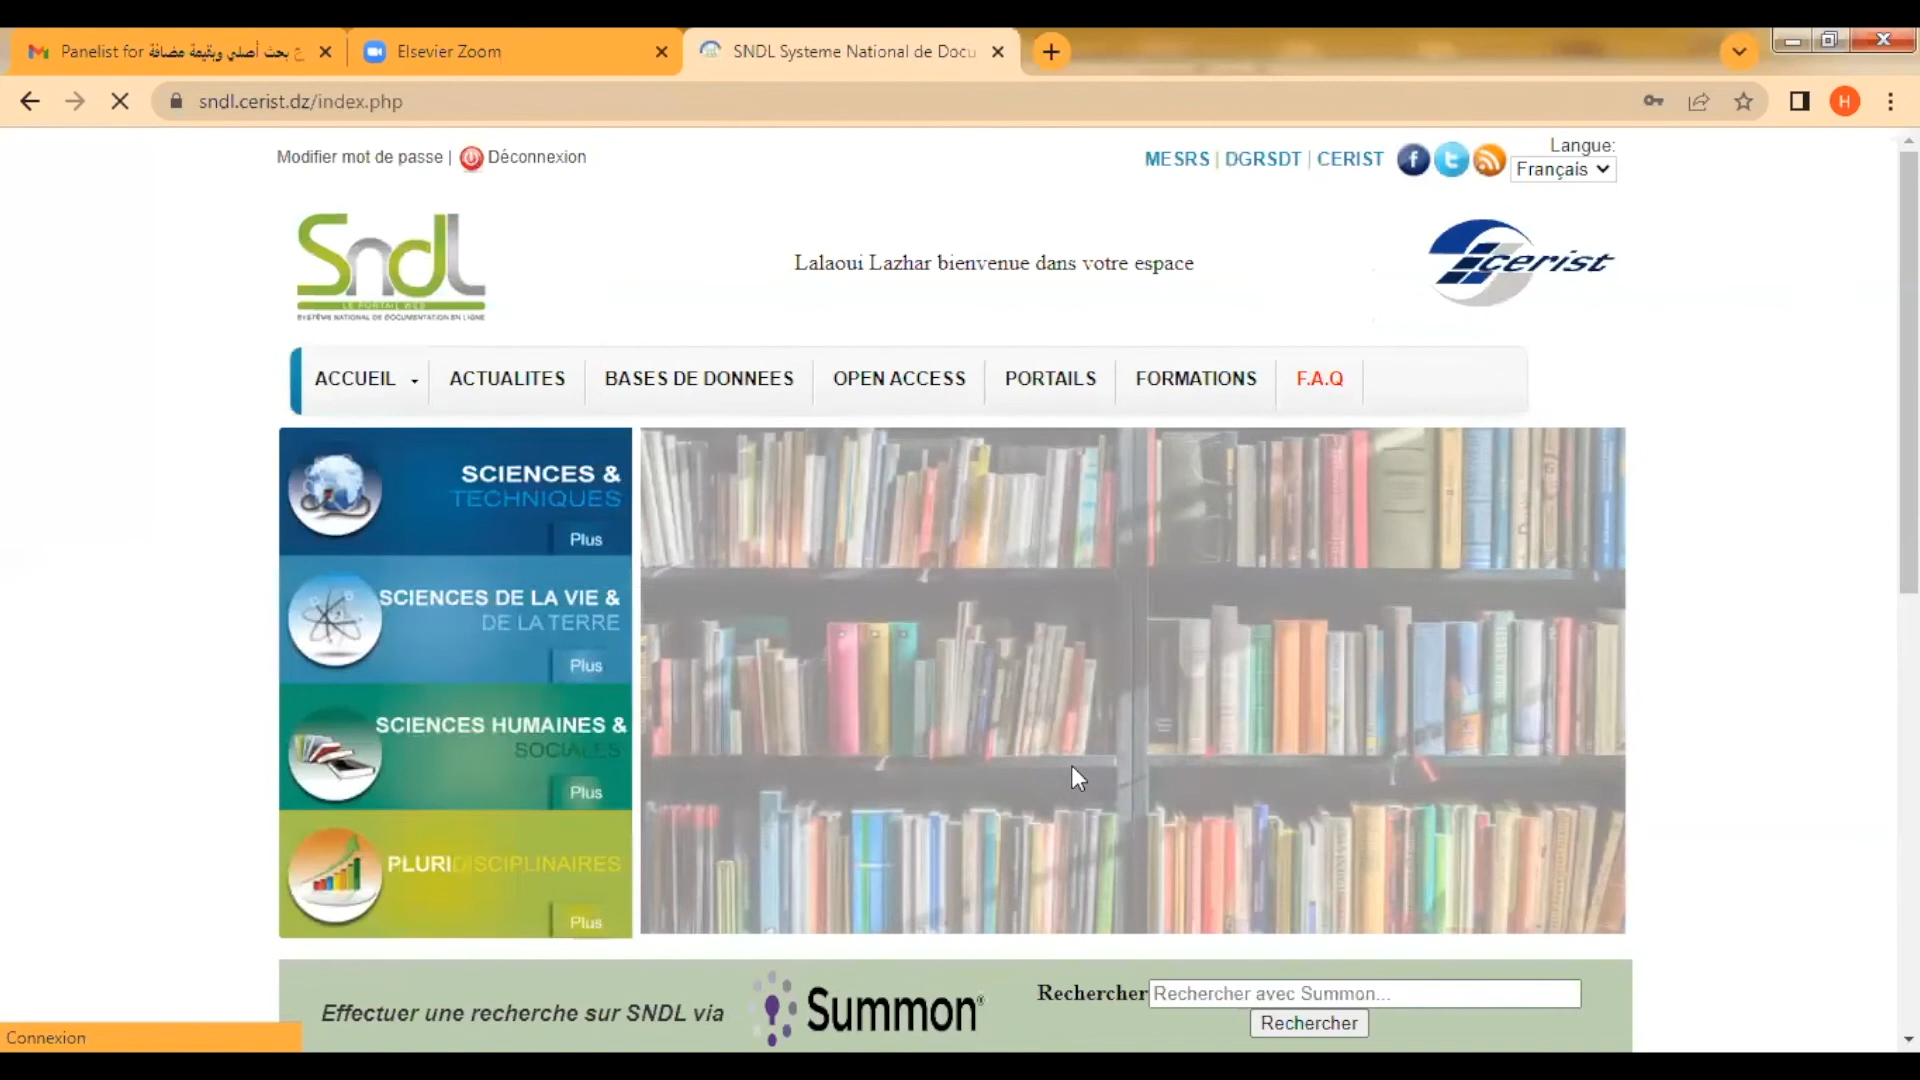 Panelist for ج بحث أصلي وبقيمة مضافة
Elsevier Zoom
SNDL Systeme National de Docu
sndl.cerist.dz/index.php
H
Modifier mot de passe | Déconnexion
MESRS | DGRSDT | CERIST
Langue:
Français
Sndl
LE PORTAIL WEB
SYSTÈME NATIONAL DE DOCUMENTATION EN LIGNE
Lalaoui Lazhar bienvenue dans votre espace
cerist
ACCUEIL
ACTUALITES
BASES DE DONNEES
OPEN ACCESS
PORTAILS
FORMATIONS
F.A.Q
SCIENCES &
TECHNIQUES
Plus
SCIENCES DE LA VIE &
DE LA TERRE
Plus
SCIENCES HUMAINES &
SOCIALES
Plus
PLURIDISCIPLINAIRES
Plus
Effectuer une recherche sur SNDL via
Summon
Rechercher
Rechercher avec Summon...
Rechercher
Connexion